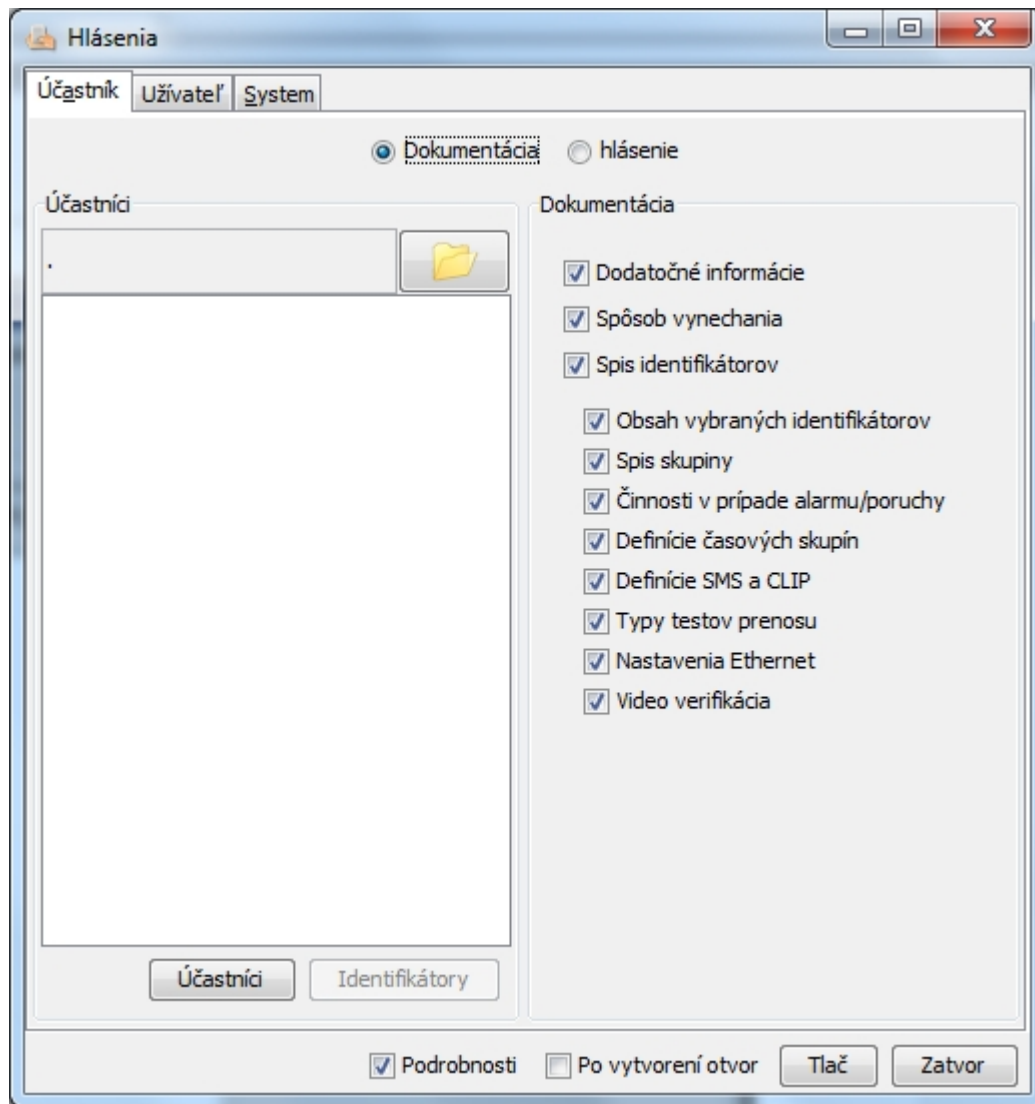 Hlásenia
Účastník Užívateľ System
Dokumentácia hlásenie
Účastníci
.
Dokumentácia
Dodatočné informácie
Spôsob vynechania
Spis identifikátorov
Obsah vybraných identifikátorov
Spis skupiny
Činnosti v prípade alarmu/poruchy
Definície časových skupín
Definície SMS a CLIP
Typy testov prenosu
Nastavenia Ethernet
Video verifikácia
Účastníci Identifikátory
Podrobnosti Po vytvorení otvor Tlač Zatvor